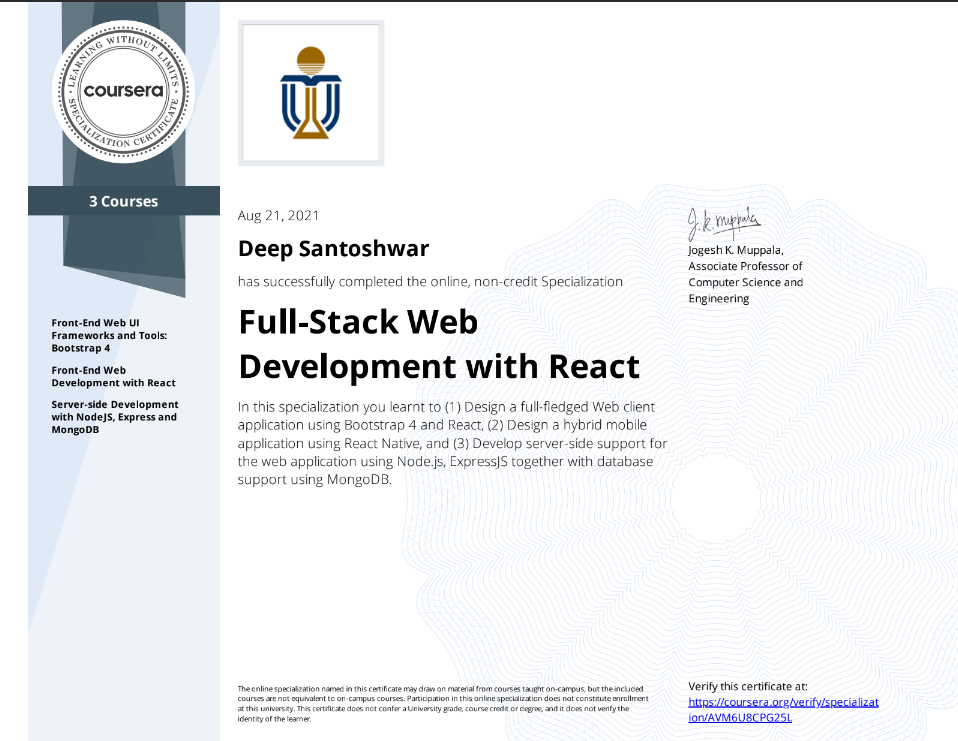 LEARNING WITHOUT LIMITS
coursera
SPECIALIZATION CERTIFICATE
3 Courses
Front-End Web UI
Frameworks and Tools:
Bootstrap 4
Front-End Web
Development with React
Server-side Development
with NodeJS, Express and
MongoDB
Aug 21, 2021
Deep Santoshwar
has successfully completed the online, non-credit Specialization
Full-Stack Web
Development with React
In this specialization you learnt to (1) Design a full-fledged Web client
application using Bootstrap 4 and React, (2) Design a hybrid mobile
application using React Native, and (3) Develop server-side support for
the web application using Node.js, ExpressJS together with database
support using MongoDB.
J.k.muppala
Jogesh K. Muppala,
Associate Professor of
Computer Science and
Engineering
The online specialization named in this certificate may draw on material from courses taught on-campus, but the included
courses are not equivalent to on-campus courses. Participation in this online specialization does not constitute enrollment
at this university. This certificate does not confer a University grade, course credit or degree, and it does not verify the
identity of the learner.
Verify this certificate at:
https://coursera.org/verify/specializat
ion/AVM6U8CPG25L